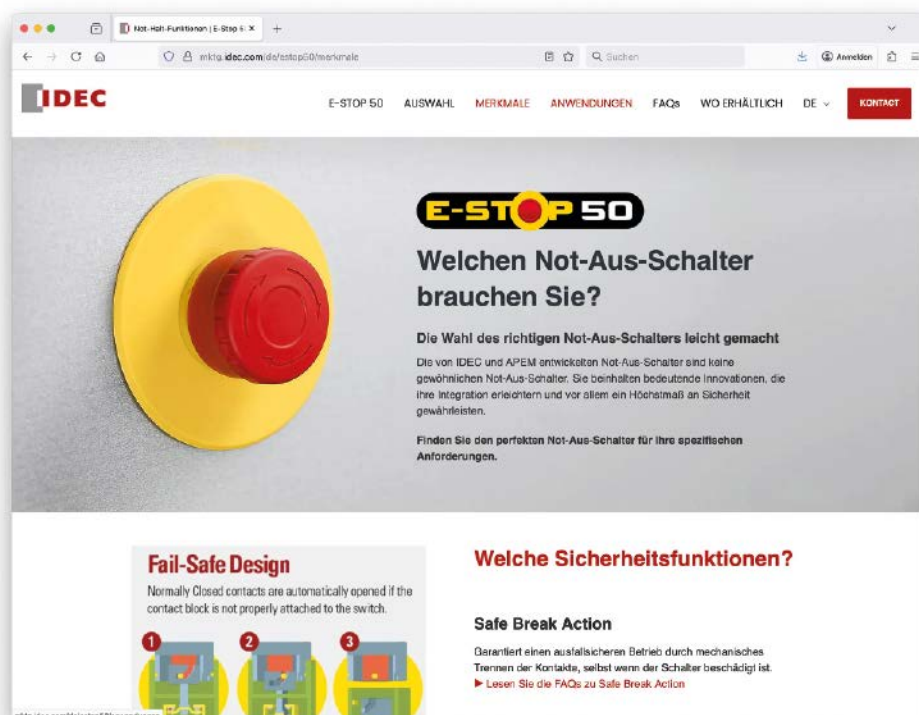 Not-Halt-Funktionen | E-Stop 5
mktg.idec.com/de/estop50/merkmale
Suchen
Anmelden
IDEC
E-STOP 50 AUSWAHL MERKMALE ANWENDUNGEN FAQs WO ERHÄLTLICH DE KONTACT
E-STOP 50
Welchen Not-Aus-Schalter
brauchen Sie?
Die Wahl des richtigen Not-Aus-Schalters leicht gemacht
Die von IDEC und APEM entwickelten Not-Aus-Schalter sind keine
gewöhnlichen Not-Aus-Schalter. Sie beinhalten bedeutende Innovationen, die
ihre Integration erleichtern und vor allem ein Höchstmaß an Sicherheit
gewährleisten.
Finden Sie den perfekten Not-Aus-Schalter für Ihre spezifischen
Anforderungen.
Fail-Safe Design
Normally Closed contacts are automatically opened if the
contact block is not properly attached to the switch.
1 2 3
Welche Sicherheitsfunktionen?
Safe Break Action
Garantiert einen ausfallsicheren Betrieb durch mechanisches
Trennen der Kontakte, selbst wenn der Schalter beschädigt ist.
▶ Lesen Sie die FAQs zu Safe Break Action